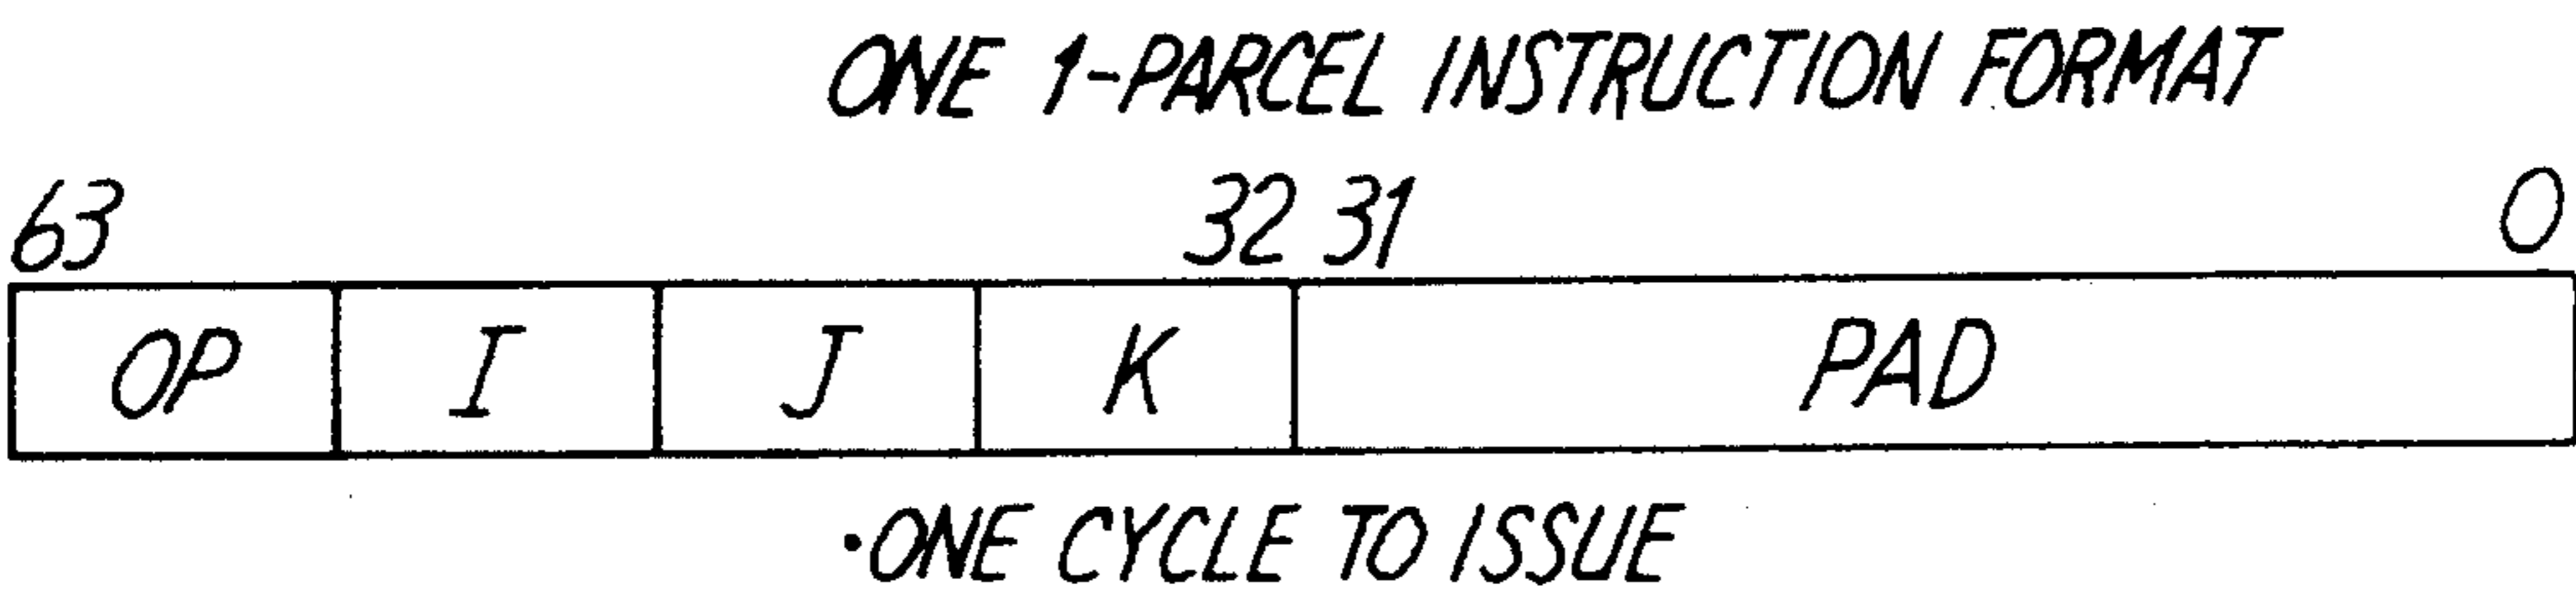 ONE 1-PARCEL INSTRUCTION FORMAT
63 32 31 0
OP I J K PAD
·ONE CYCLE TO ISSUE